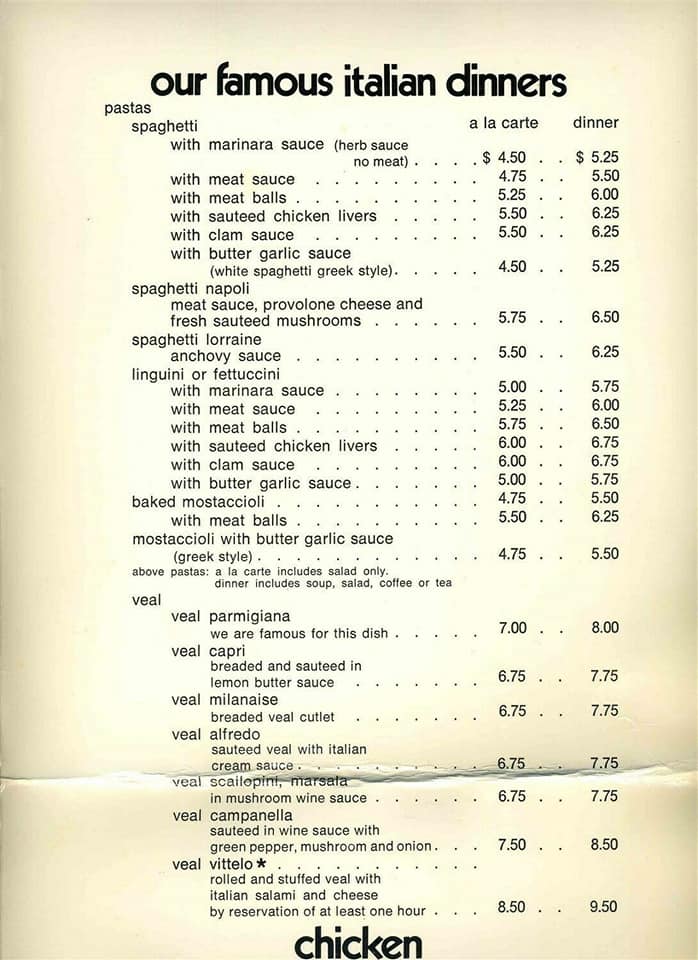 our famous italian dinners
pastas
spaghetti a la carte dinner
with marinara sauce (herb sauce
no meat) . . . . $ 4.50 . . $ 5.25
with meat sauce . . . . . . . . . 4.75 . . 5.50
with meat balls . . . . . . . . . . 5.25 . . 6.00
with sauteed chicken livers . . . . . 5.50 . . 6.25
with clam sauce . . . . . . . . . 5.50 . . 6.25
with butter garlic sauce
(white spaghetti greek style). . . . . 4.50 . . 5.25
spaghetti napoli
meat sauce, provolone cheese and
fresh sauteed mushrooms . . . . . . 5.75 . . 6.50
spaghetti lorraine
anchovy sauce . . . . . . . . . . 5.50 . . 6.25
linguini or fettuccini
with marinara sauce . . . . . . . . 5.00 . . 5.75
with meat sauce . . . . . . . . . 5.25 . . 6.00
with meat balls . . . . . . . . . . 5.75 . . 6.50
with sauteed chicken livers . . . . . 6.00 . . 6.75
with clam sauce . . . . . . . . . 6.00 . . 6.75
with butter garlic sauce . . . . . . . 5.00 . . 5.75
baked mostaccioli . . . . . . . . . . . 4.75 . . 5.50
with meat balls . . . . . . . . . . 5.50 . . 6.25
mostaccioli with butter garlic sauce
(greek style) . . . . . . . . . . . . 4.75 . . 5.50
above pastas: a la carte includes salad only.
dinner includes soup, salad, coffee or tea
veal
veal parmigiana
we are famous for this dish . . . . . 7.00 . . 8.00
veal capri
breaded and sauteed in
lemon butter sauce . . . . . . . 6.75 . . 7.75
veal milanaise
breaded veal cutlet . . . . . . . 6.75 . . 7.75
veal alfredo
sauteed veal with italian
cream sauce . . . . . . . . . . 6.75 . . 7.75
veal scallopini, marsala
in mushroom wine sauce . . . . . . 6.75 . . 7.75
veal campanella
sauteed in wine sauce with
green pepper, mushroom and onion . . . 7.50 . . 8.50
veal vittelo * . . . . . . . . . . .
rolled and stuffed veal with
italian salami and cheese
by reservation of at least one hour . . . 8.50 . . 9.50
chicken